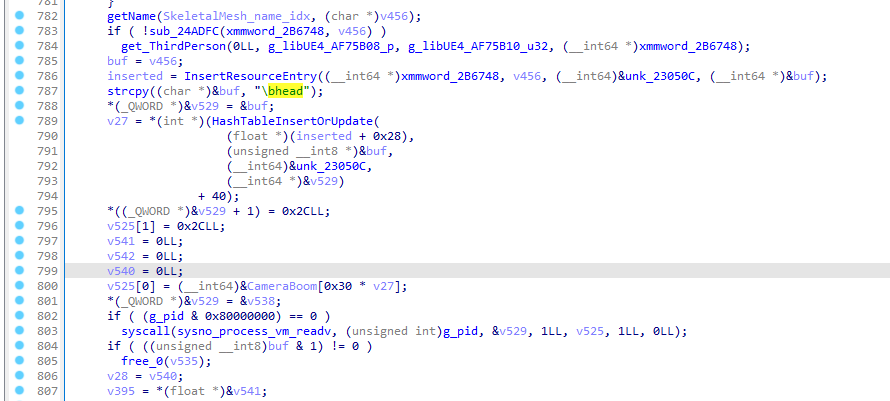 781 }
782 getName(SkeletalMesh_name_idx, (char *)v456);
783 if ( !sub_24ADFC(xmmword_2B6748, v456) )
784 get_ThirdPerson(0LL, g_libUE4_AF75B08_p, g_libUE4_AF75B10_u32, (__int64 *)xmmword_2B6748);
785 buf = v456;
786 inserted = InsertResourceEntry((__int64 *)xmmword_2B6748, v456, (__int64)&unk_23050C, (__int64 *)&buf);
787 strcpy((char *)&buf, "\bhead");
788 *(_QWORD *)&v529 = &buf;
789 v27 = *(int *)(HashTableInsertOrUpdate(
790 (float *)(inserted + 0x28),
791 (unsigned __int8 *)&buf,
792 (__int64)&unk_23050C,
793 (__int64 *)&v529)
794 + 40);
795 *((_QWORD *)&v529 + 1) = 0x2CLL;
796 v525[1] = 0x2CLL;
797 v541 = 0LL;
798 v542 = 0LL;
799 v540 = 0LL;
800 v525[0] = (__int64)&CameraBoom[0x30 * v27];
801 *(_QWORD *)&v529 = &v538;
802 if ( (g_pid & 0x80000000) == 0 )
803 syscall(sysno_process_vm_readv, (unsigned int)g_pid, &v529, 1LL, v525, 1LL, 0LL);
804 if ( ((unsigned __int8)buf & 1) != 0 )
805 free_0(v535);
806 v28 = v540;
807 v395 = *(float *)&v541;